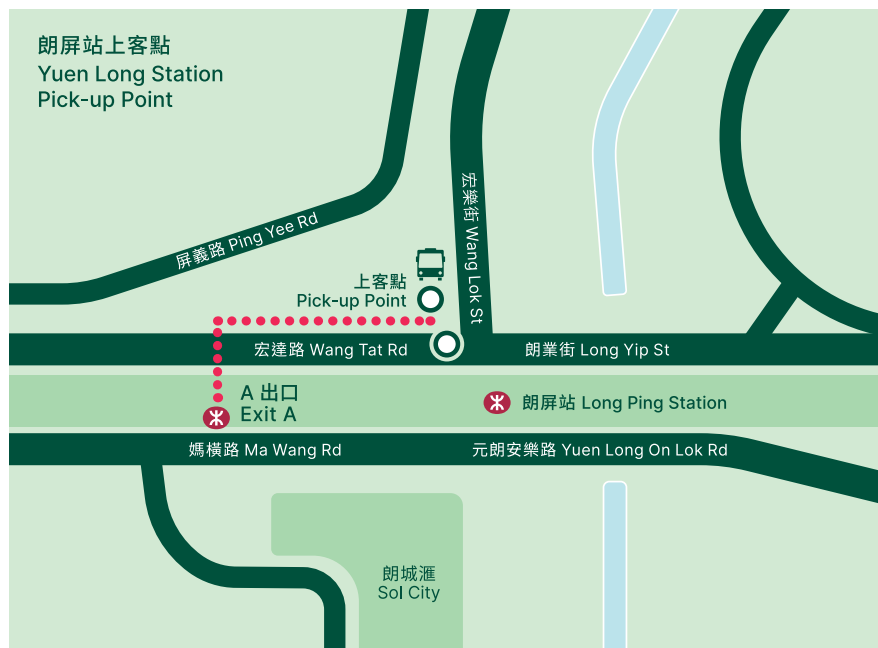 朗屏站上客點
Yuen Long Station
Pick-up Point
屏義路 Ping Yee Rd
宏樂街 Wang Lok St
上客點
Pick-up Point
宏達路 Wang Tat Rd
朗業街 Long Yip St
A 出口
Exit A
朗屏站 Long Ping Station
媽橫路 Ma Wang Rd
元朗安樂路 Yuen Long On Lok Rd
朗城滙
Sol City